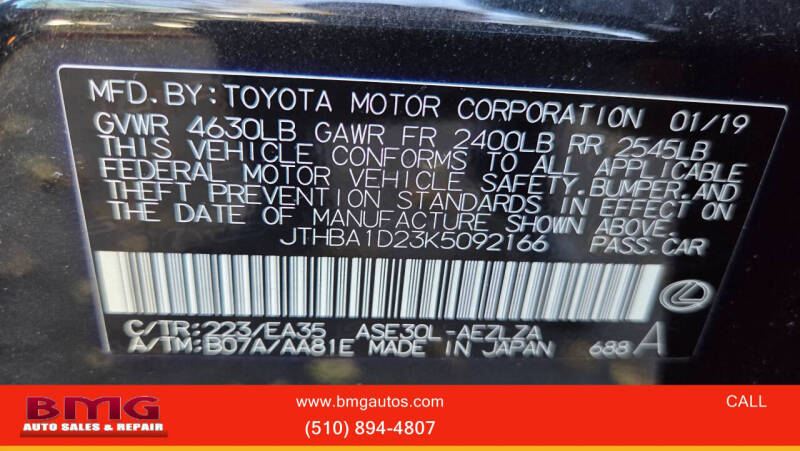 MFD. BY: TOYOTA MOTOR CORPORATION 01/19
GVWR 4630LB GAWR FR 2400LB RR 2545LB
THIS VEHICLE CONFORMS TO ALL APPLICABLE
FEDERAL MOTOR VEHICLE SAFETY, BUMPER, AND
THEFT PREVENTION STANDARDS IN EFFECT ON
THE DATE OF MANUFACTURE SHOWN ABOVE.
JTHBA1D23K5092166 PASS. CAR
C/TR: 223/EA35 ASE30L-AEZLZA
A/TM: B07A/AA81E MADE IN JAPAN 688 A
BMG
AUTO SALES & REPAIR
www.bmgautos.com
(510) 894-4807
CALL